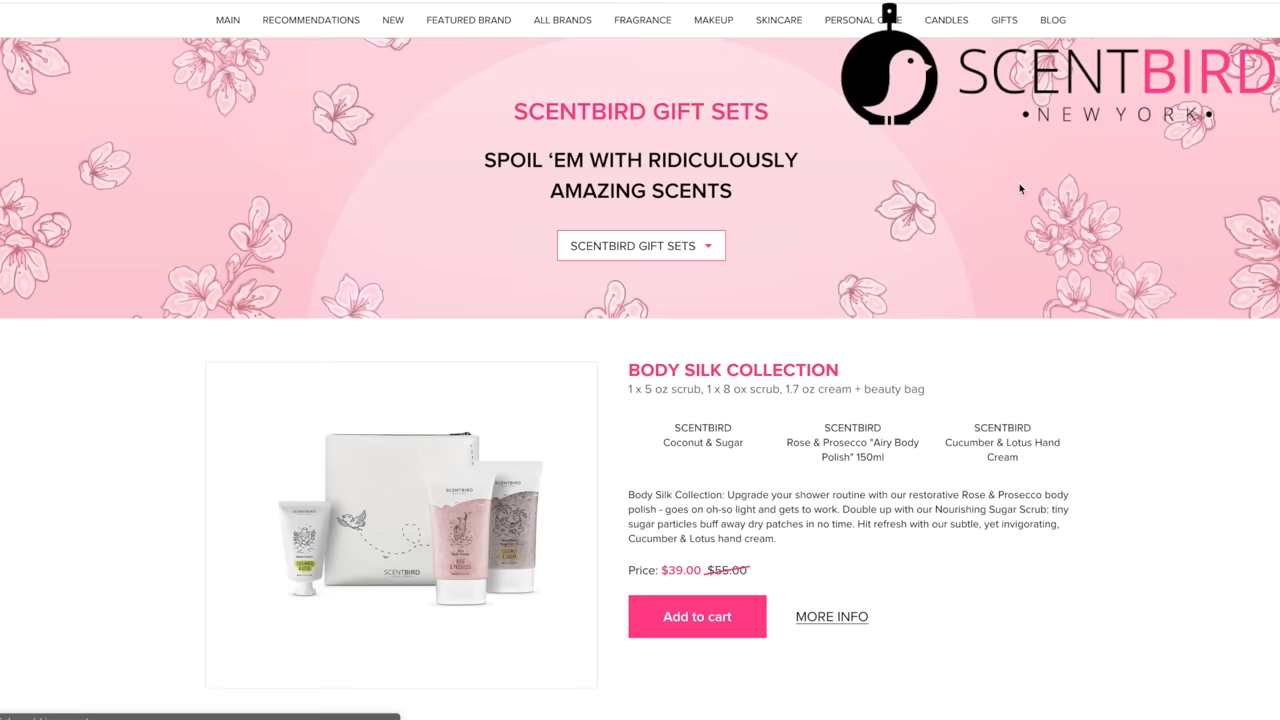 MAIN RECOMMENDATIONS NEW FEATURED BRAND ALL BRANDS FRAGRANCE MAKEUP SKINCARE PERSONAL CARE CANDLES GIFTS BLOG
SCENTBIRD
• NEW YORK •
SCENTBIRD GIFT SETS
SPOIL ‘EM WITH RIDICULOUSLY
AMAZING SCENTS
SCENTBIRD GIFT SETS
BODY SILK COLLECTION
1 x 5 oz scrub, 1 x 8 ox scrub, 1.7 oz cream + beauty bag
SCENTBIRD SCENTBIRD SCENTBIRD
Coconut & Sugar Rose & Prosecco "Airy Body Cucumber & Lotus Hand
Polish" 150ml Cream
Body Silk Collection: Upgrade your shower routine with our restorative Rose & Prosecco body
polish - goes on oh-so light and gets to work. Double up with our Nourishing Sugar Scrub: tiny
sugar particles buff away dry patches in no time. Hit refresh with our subtle, yet invigorating,
Cucumber & Lotus hand cream.
Price: $39.00 $55.00
Add to cart MORE INFO
SCENTBIRD
SCENTBIRD
SCENTBIRD
SCENTBIRD